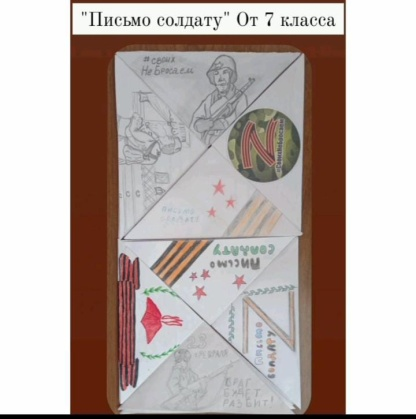 "Письмо солдату" От 7 класса
#СВОИХ
НЕ БРОСАЕМ
Z
ПИСЬМО
СОЛДАТУ
ПИСЬМО
СОЛДАТУ
Z
ВРАГ
БУДЕТ
РАЗБИТ!